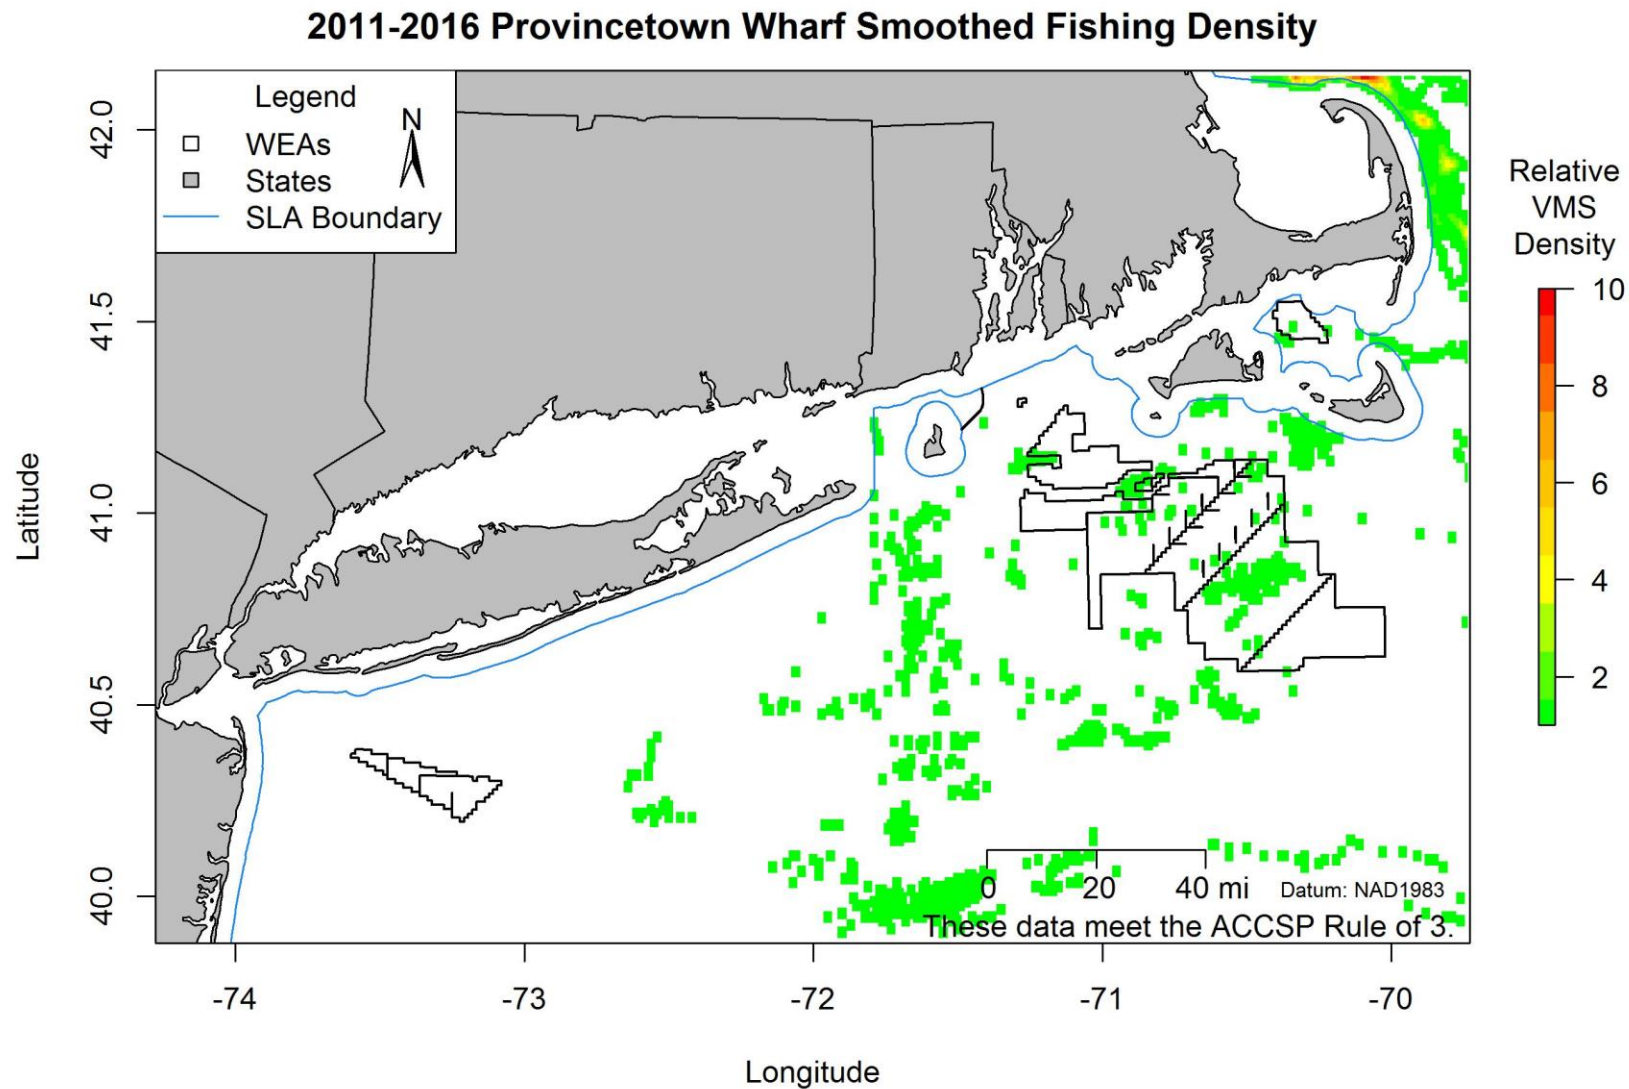 2011-2016 Provincetown Wharf Smoothed Fishing Density
Legend
N
WEAs
States
SLA Boundary
Relative
VMS
Density
10
8
6
4
2
Latitude
42.0
41.5
41.0
40.5
40.0
0 20 40 mi
Datum: NAD1983
These data meet the ACCSP Rule of 3.
-74 -73 -72 -71 -70
Longitude